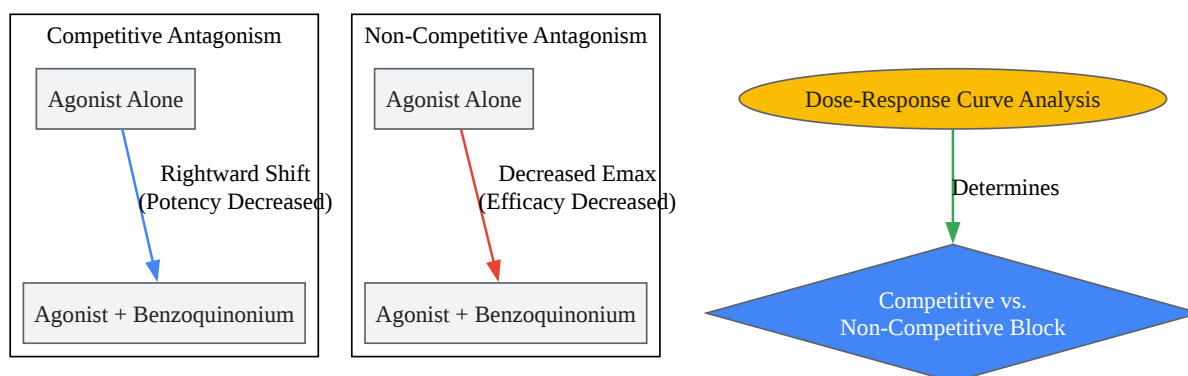 Competitive Antagonism
Agonist Alone
Rightward Shift
(Potency Decreased)
Agonist + Benzoquinonium
Non-Competitive Antagonism
Agonist Alone
Decreased Emax
(Efficacy Decreased)
Agonist + Benzoquinonium
Dose-Response Curve Analysis
Determines
Competitive vs.
Non-Competitive Block